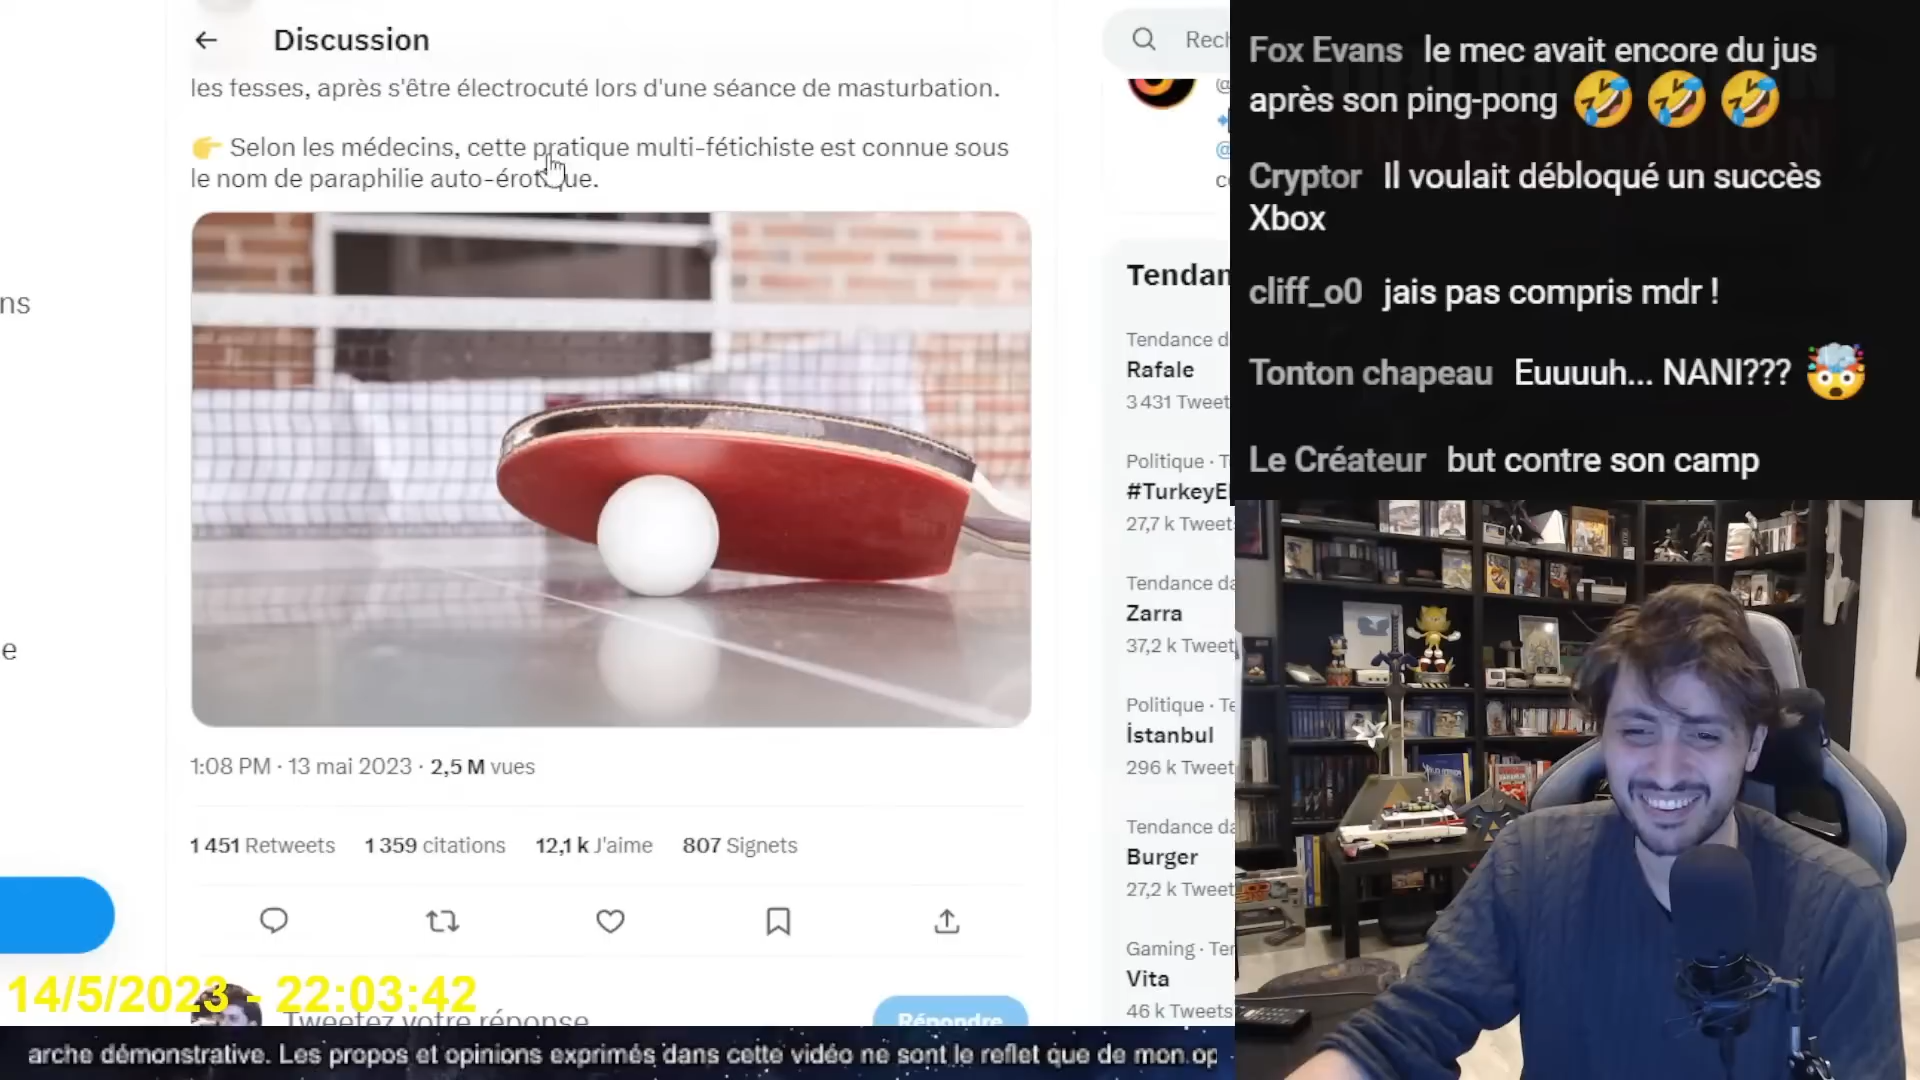 Discussion
les fesses, après s'être électrocuté lors d'une séance de masturbation.
👉 Selon les médecins, cette pratique multi-fétichiste est connue sous
le nom de paraphilie auto-érotique.
1:08 PM · 13 mai 2023 · 2,5 M vues
1 451 Retweets 1 359 citations 12,1 k J'aime 807 Signets
Tweetez votre réponse
Répondre
ns
e
Rech
@
@
Tendan
Tendance d
Rafale
3 431 Tweet
Politique · T
#TurkeyE
27,7 k Tweets
Tendance da
Zarra
37,2 k Tweet
Politique · Te
İstanbul
296 k Tweet
Tendance da
Burger
27,2 k Tweet
Gaming · Ten
Vita
46 k Tweets
Fox Evans le mec avait encore du jus
après son ping-pong 🤣 🤣 🤣
Cryptor Il voulait débloqué un succès
Xbox
cliff_o0 jais pas compris mdr !
Tonton chapeau Euuuuh... NANI??? 🤯
Le Créateur but contre son camp
14/5/2023 - 22:03:42
arche démonstrative. Les propos et opinions exprimés dans cette vidéo ne sont le reflet que de mon op